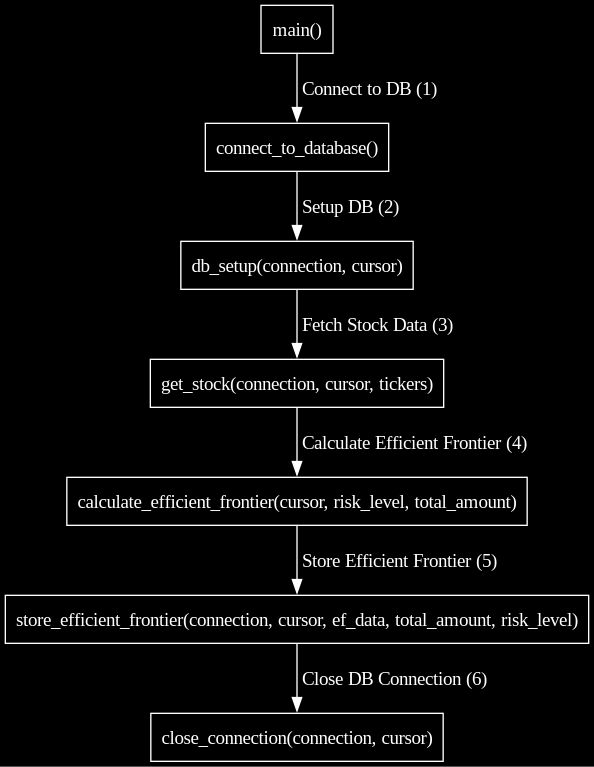 main()
Connect to DB (1)
connect_to_database()
Setup DB (2)
db_setup(connection, cursor)
Fetch Stock Data (3)
get_stock(connection, cursor, tickers)
Calculate Efficient Frontier (4)
calculate_efficient_frontier(cursor, risk_level, total_amount)
Store Efficient Frontier (5)
store_efficient_frontier(connection, cursor, ef_data, total_amount, risk_level)
Close DB Connection (6)
close_connection(connection, cursor)